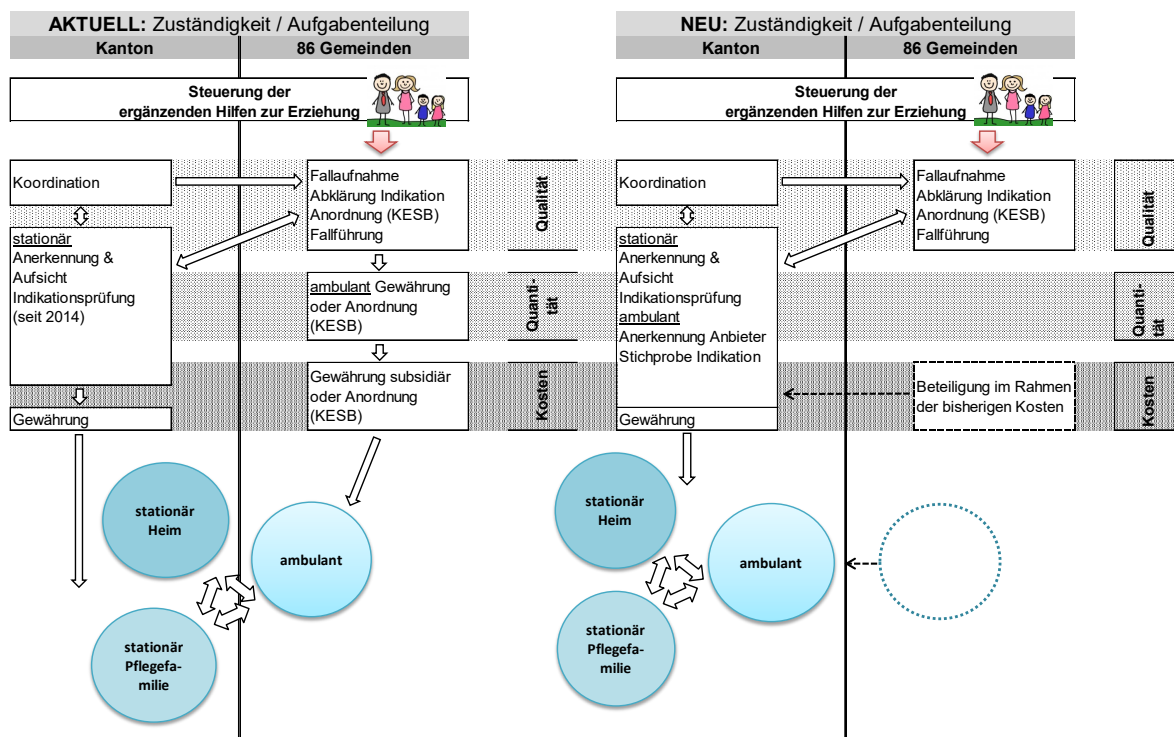 AKTUELL: Zuständigkeit / Aufgabenteilung
Kanton
86 Gemeinden
Steuerung der
ergänzenden Hilfen zur Erziehung
Koordination
Fallaufnahme
Abklärung Indikation
Anordnung (KESB)
Fallführung
Qualität
stationär
Anerkennung &
Aufsicht
Indikationsprüfung
(seit 2014)
ambulant Gewährung
oder Anordnung
(KESB)
Quanti-
tät
Gewährung subsidiär
oder Anordnung
(KESB)
Kosten
Gewährung
stationär
Heim
ambulant
stationär
Pflegefa-
milie
NEU: Zuständigkeit / Aufgabenteilung
Kanton
86 Gemeinden
Steuerung der
ergänzenden Hilfen zur Erziehung
Koordination
Fallaufnahme
Abklärung Indikation
Anordnung (KESB)
Fallführung
Qualität
stationär
Anerkennung &
Aufsicht
Indikationsprüfung
ambulant
Anerkennung Anbieter
Stichprobe Indikation
Quanti-
tät
Beteiligung im Rahmen
der bisherigen Kosten
Kosten
Gewährung
stationär
Heim
ambulant
stationär
Pflegefa-
milie